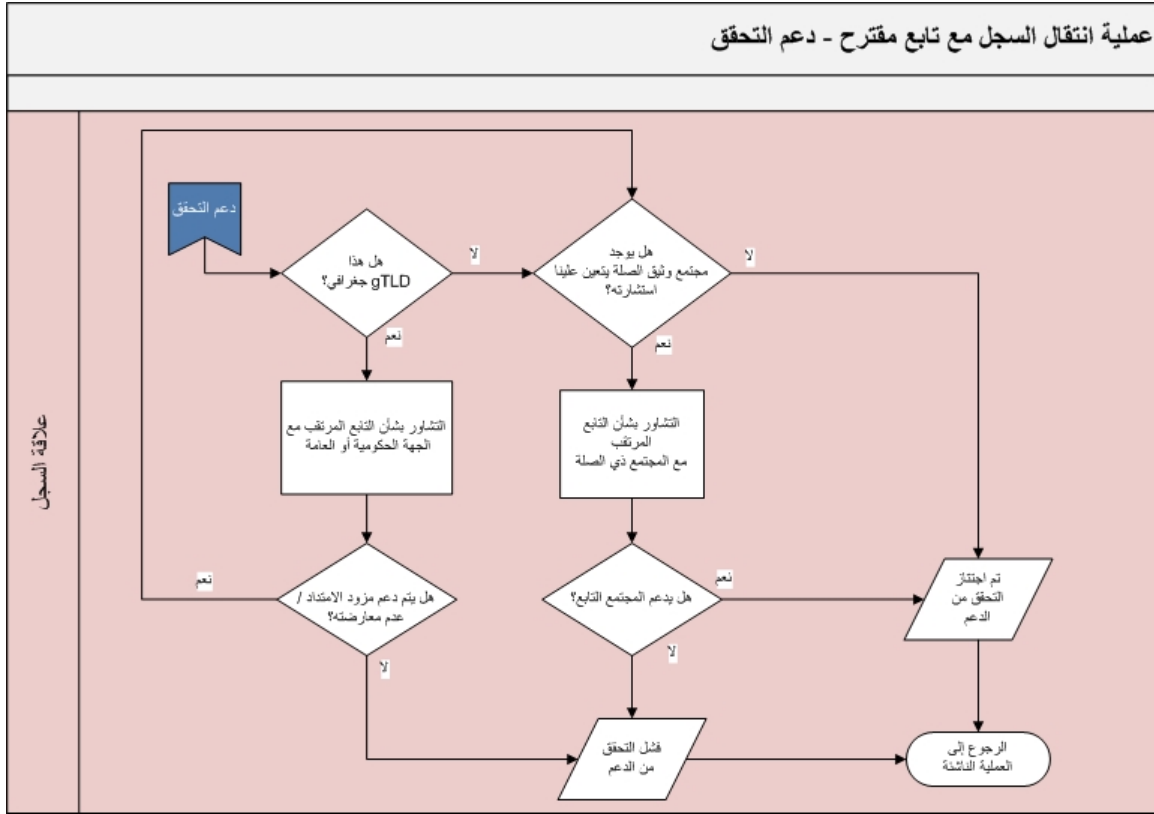 عملية انتقال السجل مع تابع مقترح - دعم التحقق
علاقة السجل
دعم التحقق
هل هذا
gTLD جغرافي؟
لا
نعم
هل يوجد
مجتمع وثيق الصلة يتعين علينا
استشارته؟
لا
نعم
التشاور بشأن التابع المرتقب مع
الجهة الحكومية أو العامة
التشاور بشأن التابع
المرتقب
مع المجتمع ذي الصلة
هل يتم دعم مزود الامتداد /
عدم معارضته؟
نعم
لا
هل يدعم المجتمع التابع؟
نعم
لا
تم اجتتاز
التحقق من
الدعم
فشل التحقق
من الدعم
الرجوع إلى
العملية الناشئة